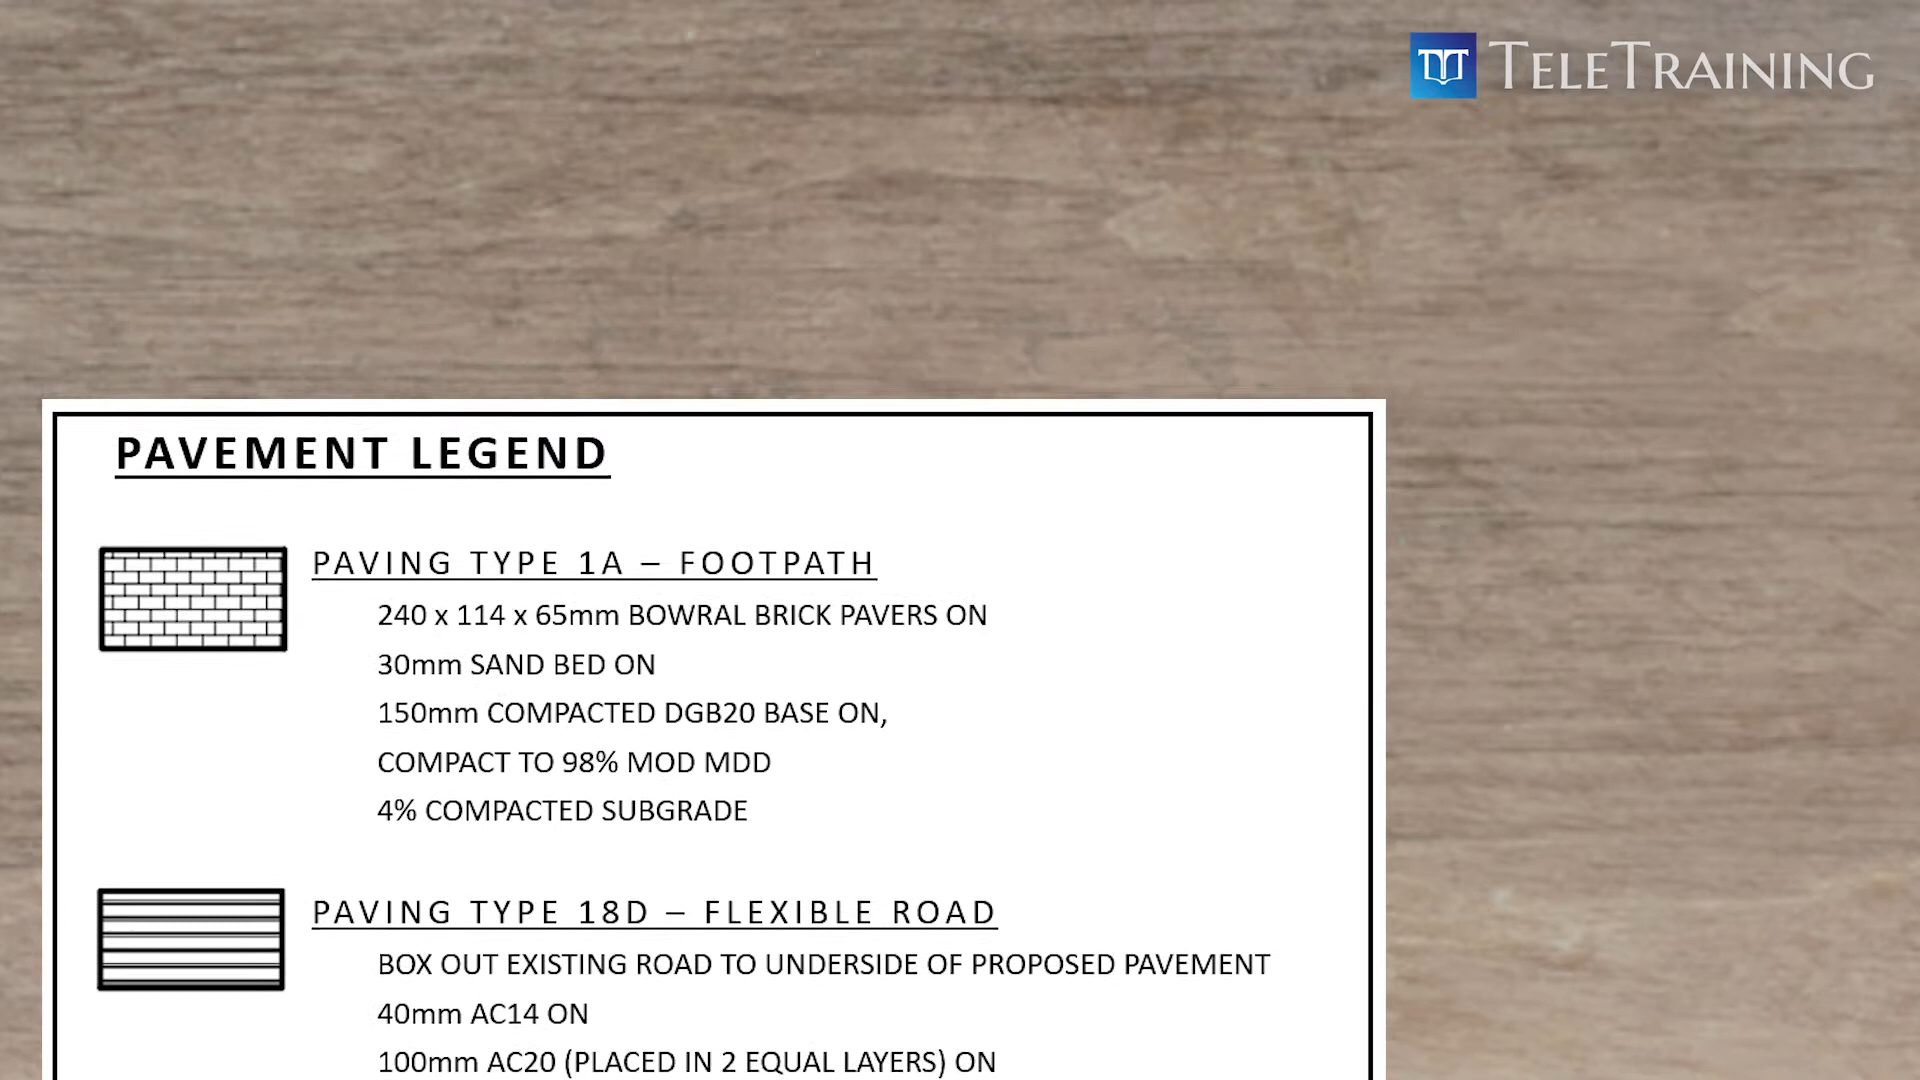 TELETRAINING
PAVEMENT LEGEND
PAVING TYPE 1A – FOOTPATH
240 x 114 x 65mm BOWRAL BRICK PAVERS ON
30mm SAND BED ON
150mm COMPACTED DGB20 BASE ON,
COMPACT TO 98% MOD MDD
4% COMPACTED SUBGRADE
PAVING TYPE 18D – FLEXIBLE ROAD
BOX OUT EXISTING ROAD TO UNDERSIDE OF PROPOSED PAVEMENT
40mm AC14 ON
100mm AC20 (PLACED IN 2 EQUAL LAYERS) ON